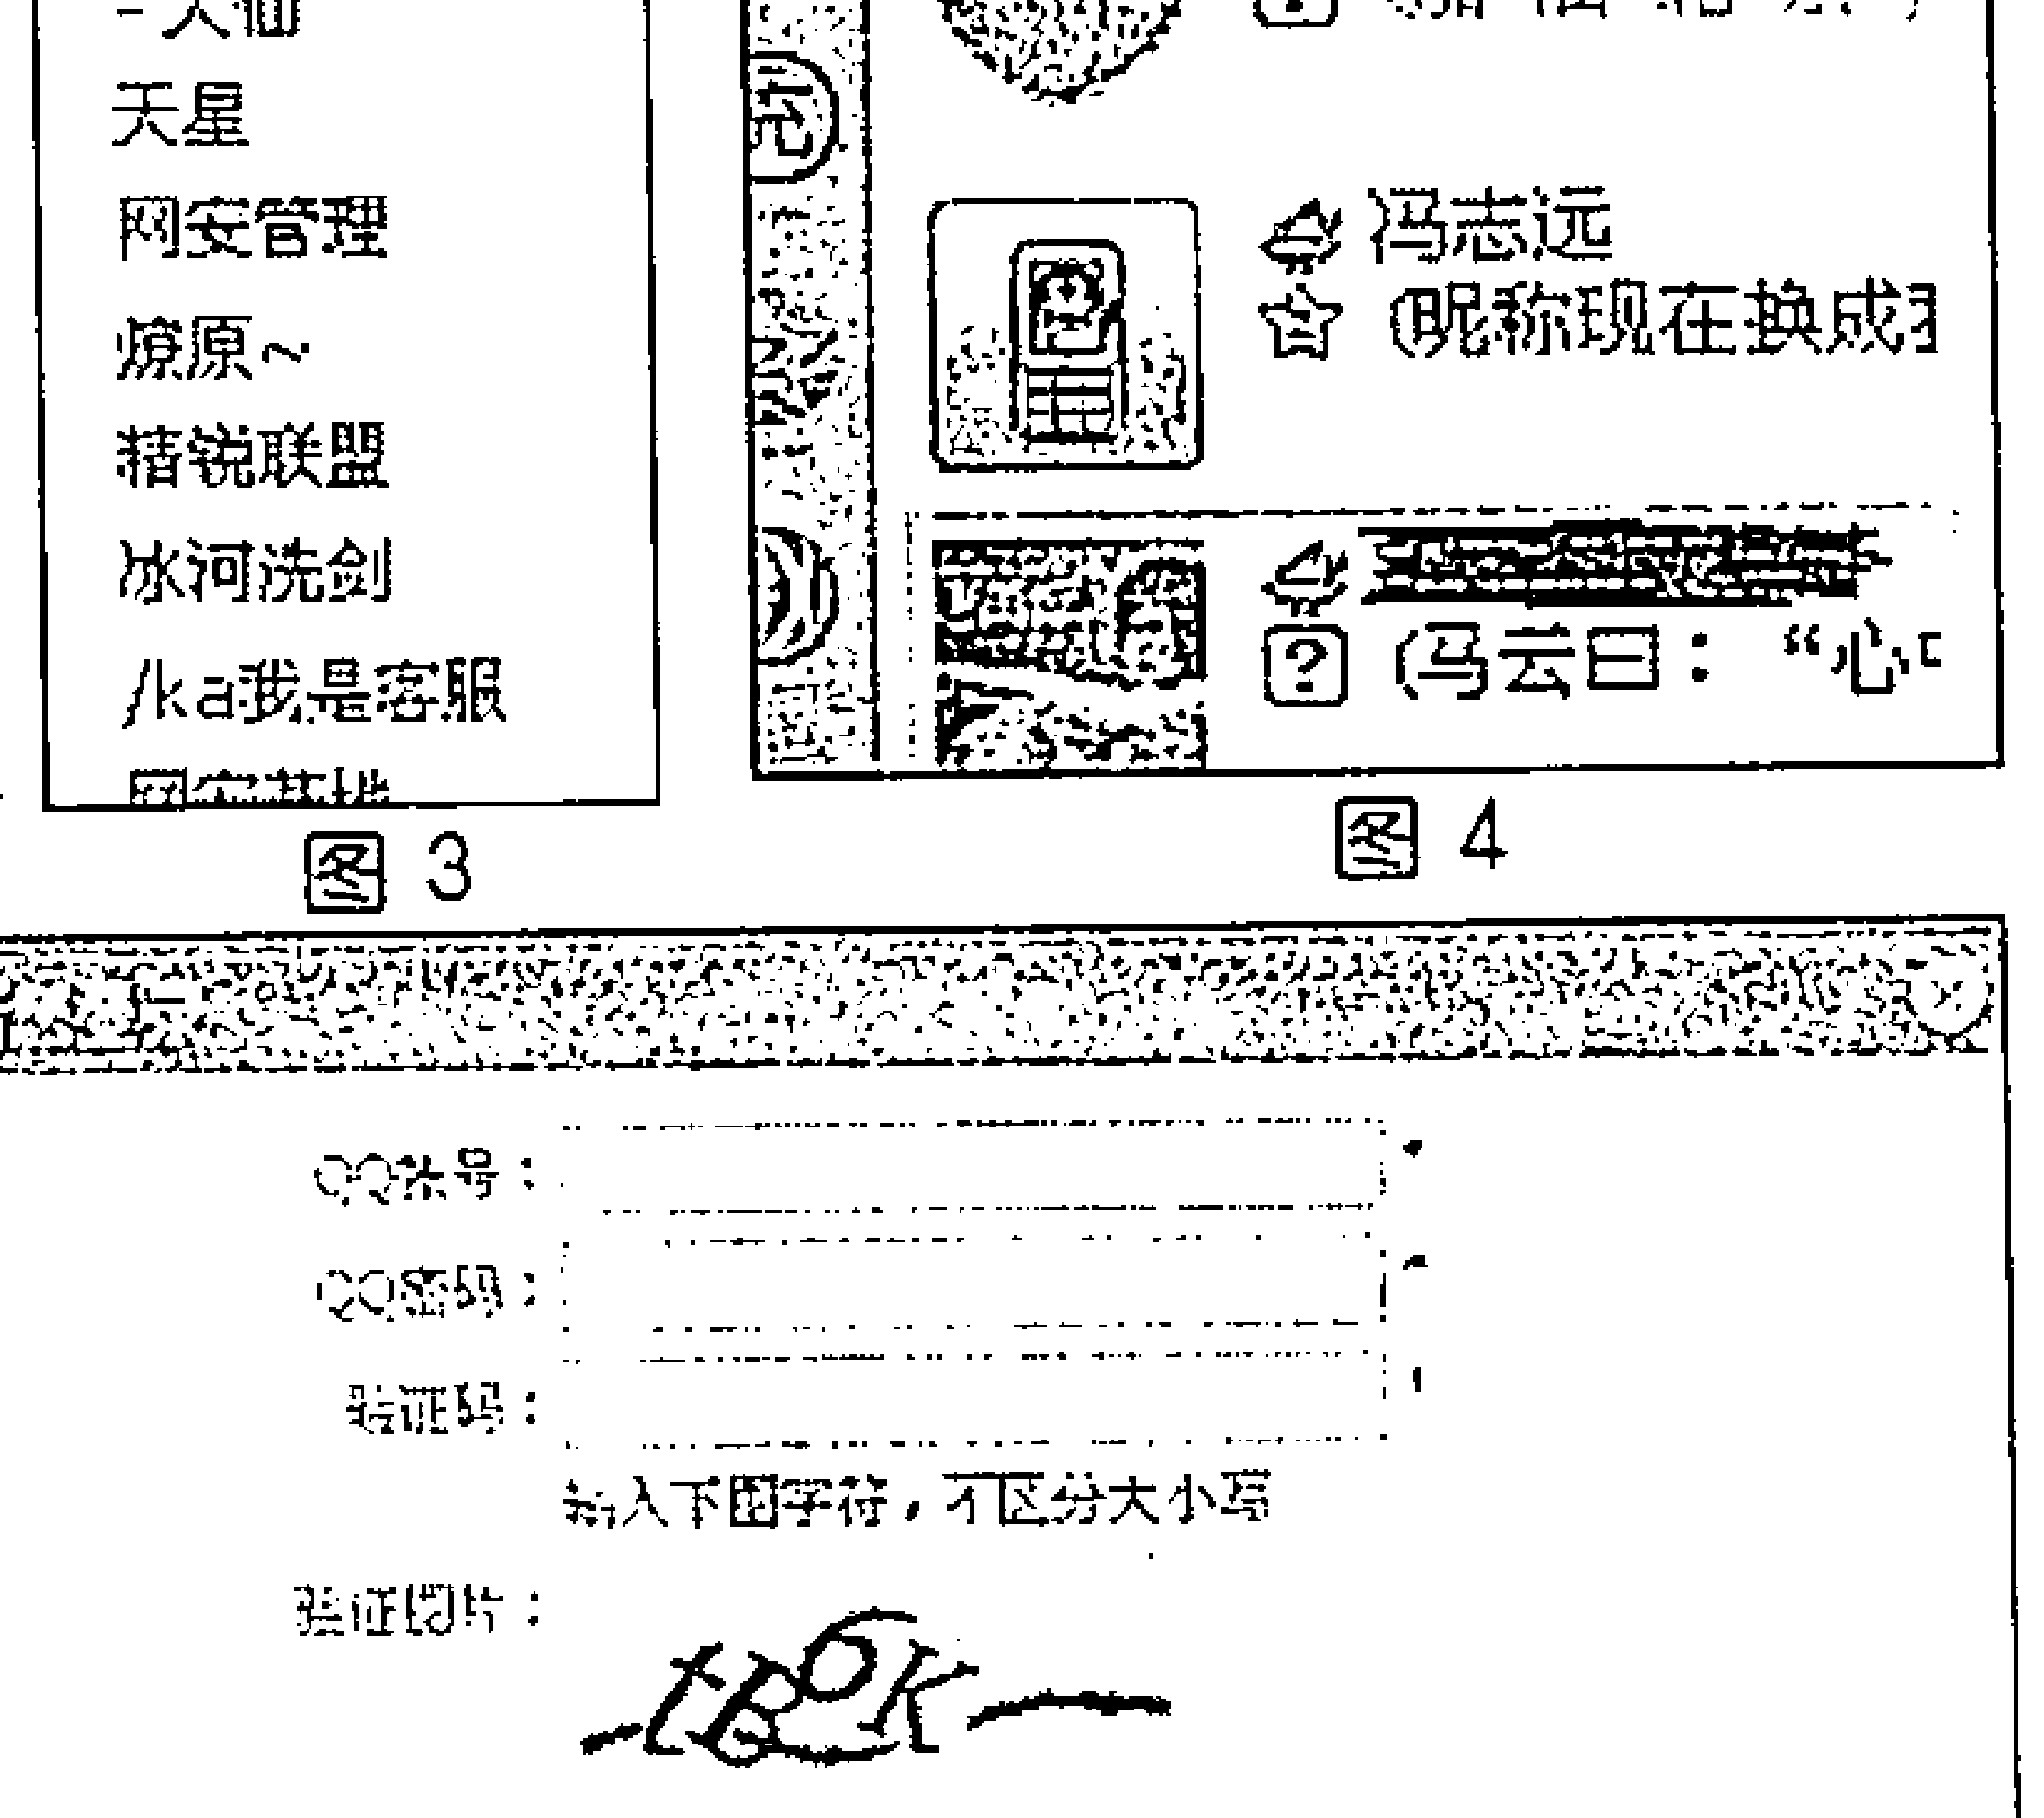 天星
网安管理
燎原~
精锐联盟
冰河洗剑
/ka我是客服
图 3
冯志远
(昵称现在换成
(马云曰：“心
图 4
QQ账号：
QQ密码：
验证码：
输入下图字符，不区分大小写
验证图片：
tB6K